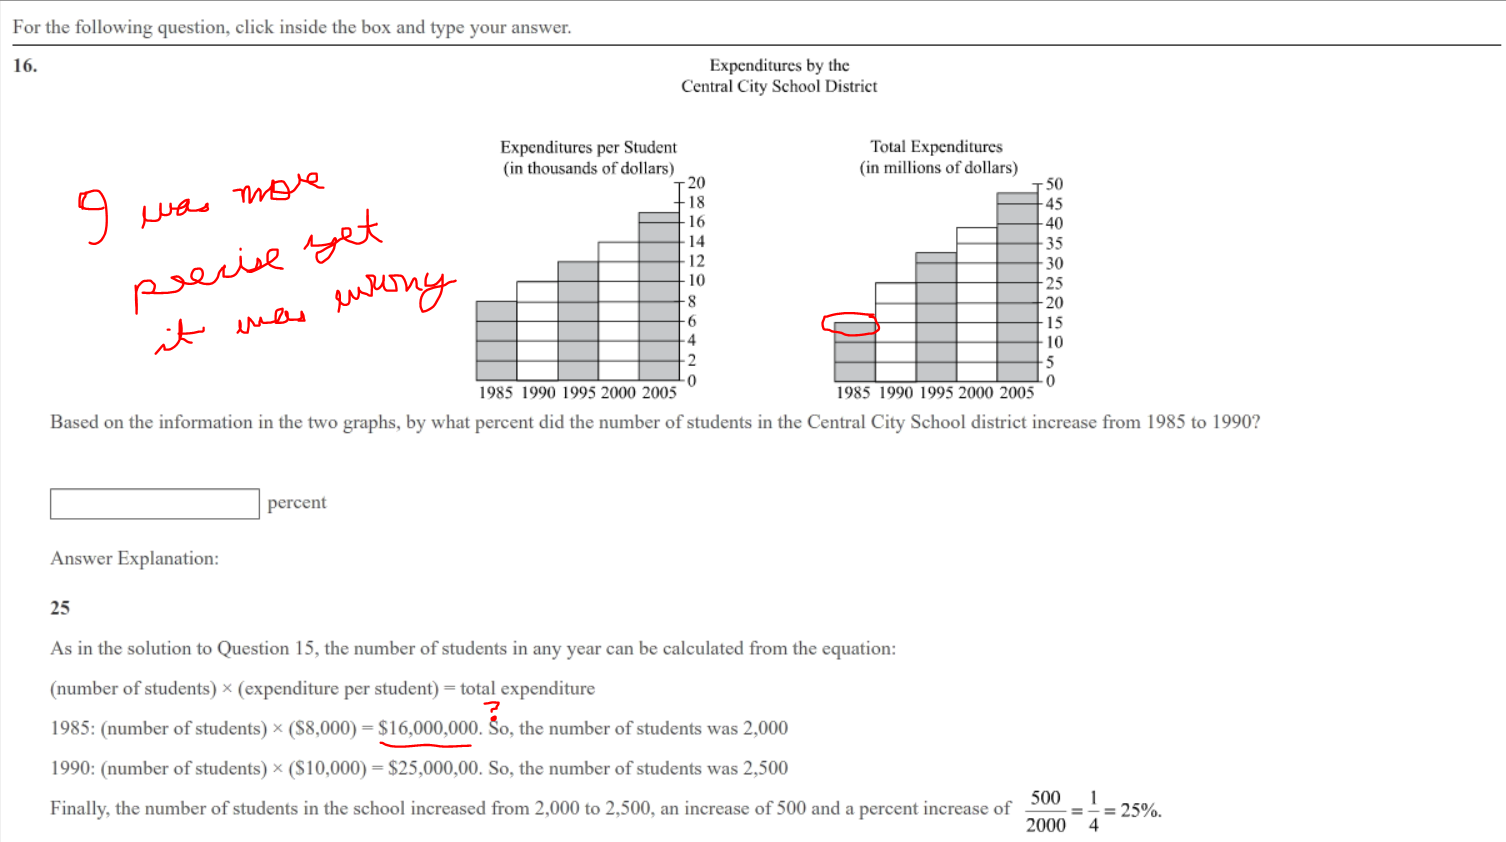 For the following question, click inside the box and type your answer.
16.
Expenditures by the
Central City School District
Expenditures per Student
(in thousands of dollars)
20
18
16
14
12
10
8
6
4
2
0
1985 1990 1995 2000 2005
Total Expenditures
(in millions of dollars)
50
45
40
35
30
25
20
15
10
5
0
1985 1990 1995 2000 2005
I was more
precise yet
it was wrong
Based on the information in the two graphs, by what percent did the number of students in the Central City School district increase from 1985 to 1990?
percent
Answer Explanation:
25
As in the solution to Question 15, the number of students in any year can be calculated from the equation:
(number of students) × (expenditure per student) = total expenditure
?
1985: (number of students) × ($8,000) = $16,000,000. So, the number of students was 2,000
1990: (number of students) × ($10,000) = $25,000,00. So, the number of students was 2,500
Finally, the number of students in the school increased from 2,000 to 2,500, an increase of 500 and a percent increase of 500/2000 = 1/4 = 25%.